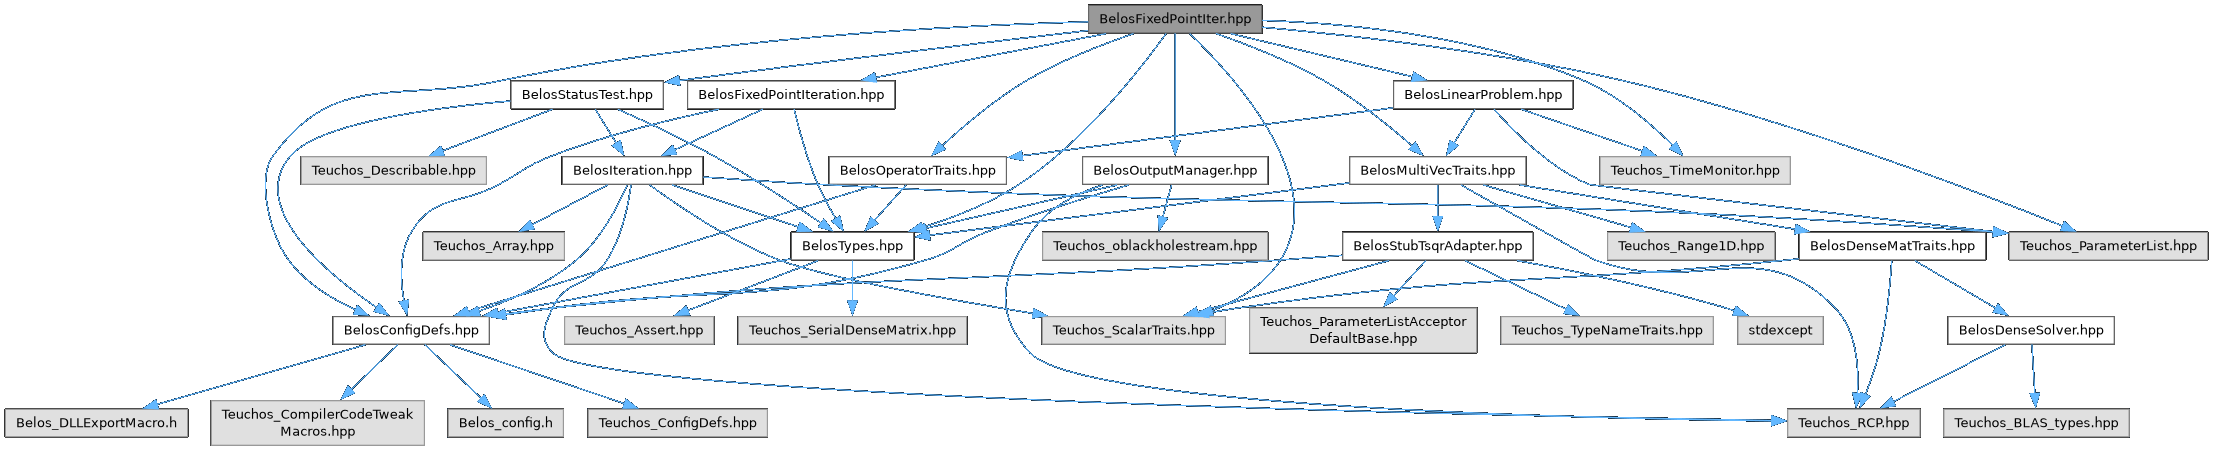 BelosFixedPointIter.hpp
BelosStatusTest.hpp
BelosFixedPointIteration.hpp
BelosLinearProblem.hpp
Teuchos_Describable.hpp
BelosIteration.hpp
BelosOperatorTraits.hpp
BelosOutputManager.hpp
BelosMultiVecTraits.hpp
Teuchos_TimeMonitor.hpp
Teuchos_Array.hpp
BelosTypes.hpp
Teuchos_oblackholestream.hpp
BelosStubTsqrAdapter.hpp
Teuchos_Range1D.hpp
BelosDenseMatTraits.hpp
Teuchos_ParameterList.hpp
BelosConfigDefs.hpp
Teuchos_Assert.hpp
Teuchos_SerialDenseMatrix.hpp
Teuchos_ScalarTraits.hpp
Teuchos_ParameterListAcceptor
DefaultBase.hpp
Teuchos_TypeNameTraits.hpp
stdexcept
BelosDenseSolver.hpp
Belos_DLLExportMacro.h
Teuchos_CompilerCodeTweak
Macros.hpp
Belos_config.h
Teuchos_ConfigDefs.hpp
Teuchos_RCP.hpp
Teuchos_BLAS_types.hpp